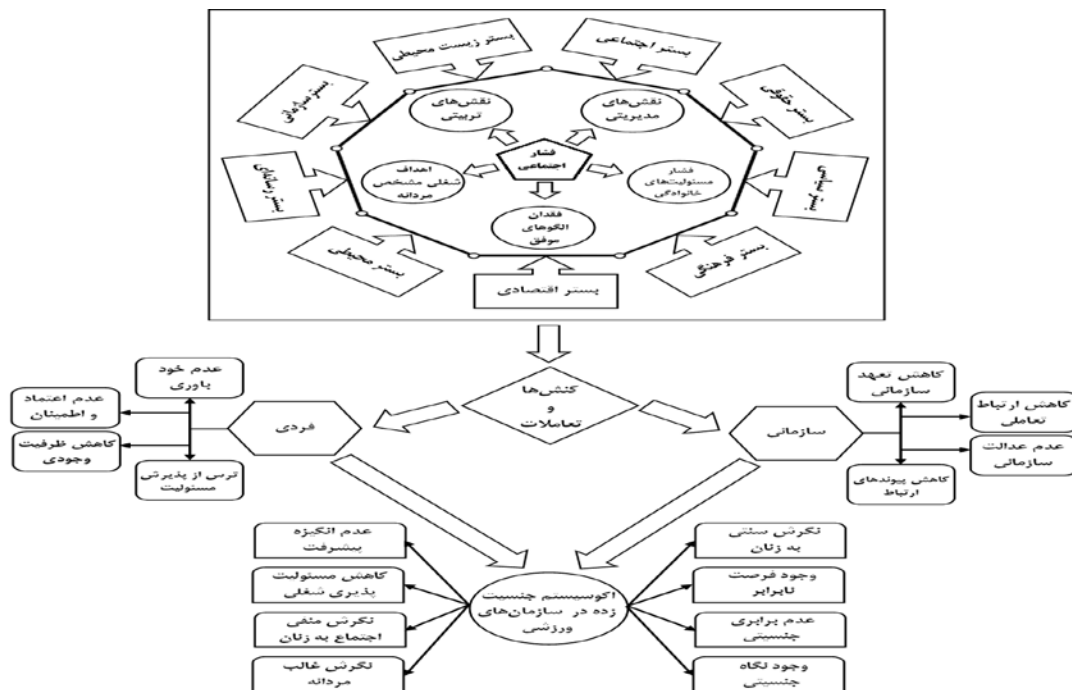 بستر اجتماعی
بستر زیست محیطی
بستر حقوقی
بستر سازمانی
نقش‌های
مدیریتی
نقش‌های
تربیتی
فشار
اجتماعی
بستر سیاسی
فشار
مسئولیت‌های
خانوادگی
اهداف
شغلی مشخص
مردانه
بستر رسانه‌ای
فقدان
الگوهای
موفق
بستر فرهنگی
بستر محیطی
بستر اقتصادی
کنش‌ها
و
تعاملات
کاهش تعهد
سازمانی
کاهش ارتباط
تعاملی
سازمانی
عدم عدالت
سازمانی
کاهش پیوندهای
ارتباط
عدم خود
باوری
عدم اعتماد
و اطمینان
فردی
کاهش ظرفیت
وجودی
ترس از پذیرش
مسئولیت
نگرش سنتی
به زنان
عدم انگیزه
پیشرفت
وجود فرصت
نابرابر
کاهش مسئولیت
پذیری شغلی
اکوسیستم جنسیت
زده در سازمان‌های
ورزشی
عدم برابری
جنسیتی
نگرش منفی
اجتماع به زنان
وجود نگاه
جنسیتی
نگرش غالب
مردانه